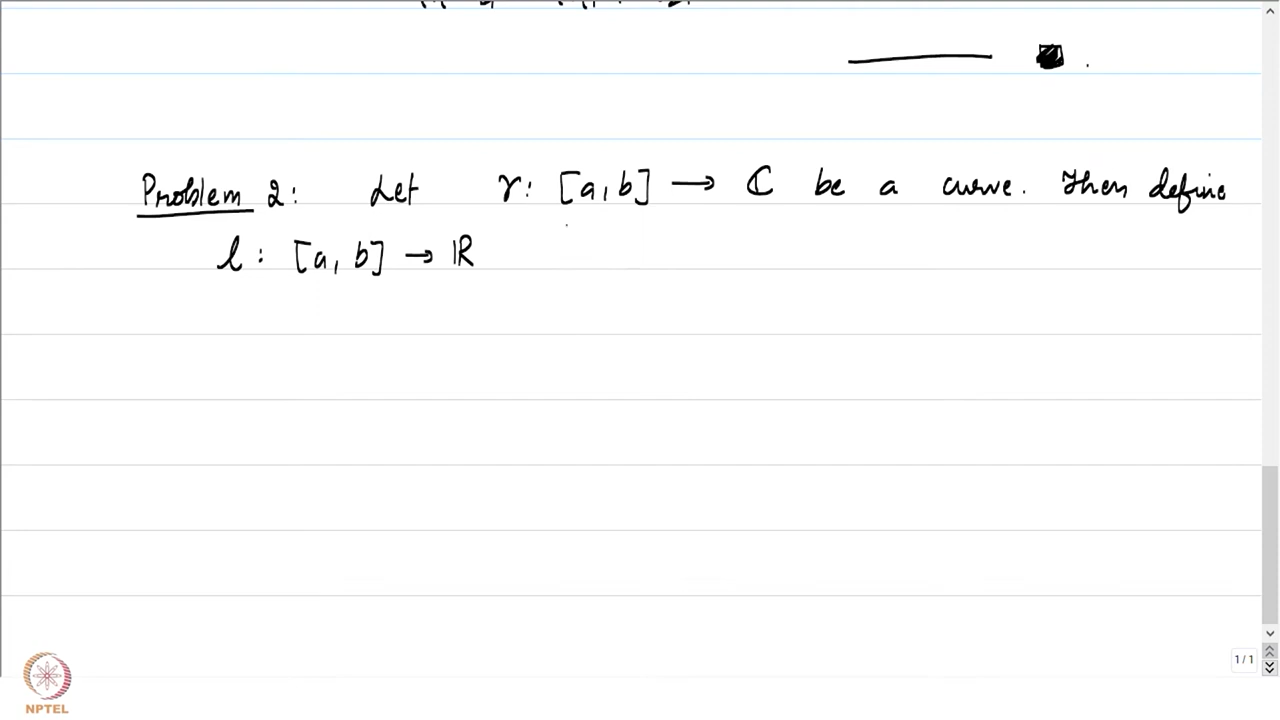 Problem 2: Let γ: [a, b] → ℂ be a curve. Then define
l: [a, b] → ℝ
1 / 1
NPTEL